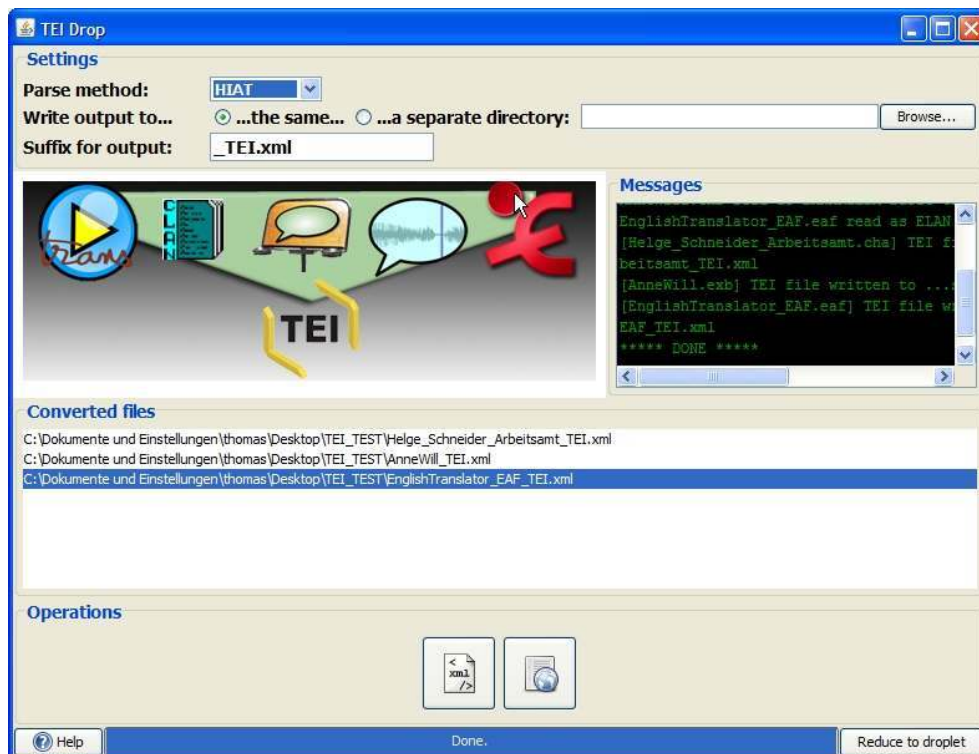 TEI Drop
Settings
Parse method: HIAT
Write output to... ...the same... ...a separate directory: Browse...
Suffix for output: _TEI.xml
trans
CLAN
TEI
Messages
EnglishTranslator_EAF.eaf read as ELAN
[Helge_Schneider_Arbeitsamt.cha] TEI f
beitsamt_TEI.xml
[AnneWill.exb] TEI file written to ...
[EnglishTranslator_EAF.eaf] TEI file w
EAF_TEI.xml
***** DONE *****
Converted files
C:\Dokumente und Einstellungen\thomas\Desktop\TEI_TEST\Helge_Schneider_Arbeitsamt_TEI.xml
C:\Dokumente und Einstellungen\thomas\Desktop\TEI_TEST\AnneWill_TEI.xml
C:\Dokumente und Einstellungen\thomas\Desktop\TEI_TEST\EnglishTranslator_EAF_TEI.xml
Operations
< xml />
Help Done. Reduce to droplet